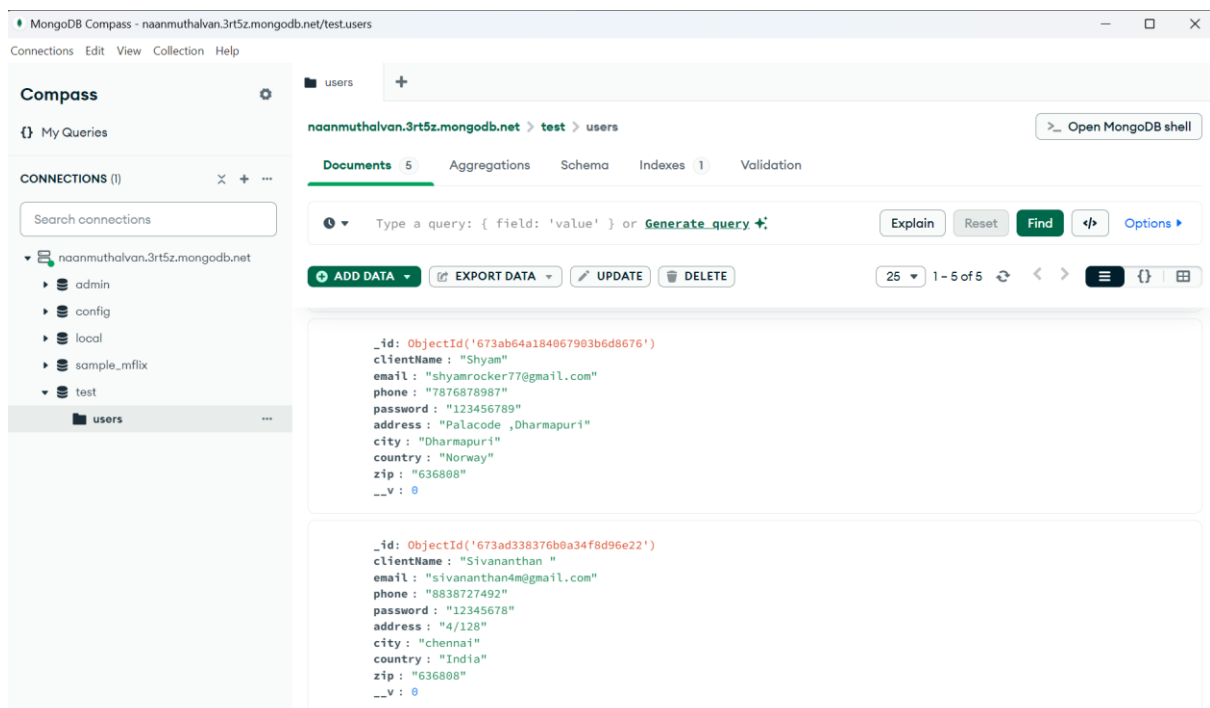 MongoDB Compass - naanmuthalvan.3rt5z.mongodb.net/test.users
Connections Edit View Collection Help
Compass
{} My Queries
CONNECTIONS (1)
Search connections
naanmuthalvan.3rt5z.mongodb.net
admin
config
local
sample_mflix
test
users
users
naanmuthalvan.3rt5z.mongodb.net > test > users
>_ Open MongoDB shell
Documents 5 Aggregations Schema Indexes 1 Validation
Type a query: { field: 'value' } or Generate query
Explain Reset Find </> Options
ADD DATA EXPORT DATA UPDATE DELETE
25 1 – 5 of 5 {}
_id: ObjectId('673ab64a184067903b6d8676')
clientName : "Shyam"
email : "shyamrocker77@gmail.com"
phone : "7876878987"
password : "123456789"
address : "Palacode ,Dharmapuri"
city : "Dharmapuri"
country : "Norway"
zip : "636808"
__v : 0
_id: ObjectId('673ad338376b0a34f8d96e22')
clientName : "Sivananthan "
email : "sivananthan4m@gmail.com"
phone : "8838727492"
password : "12345678"
address : "4/128"
city : "chennai"
country : "India"
zip : "636808"
__v : 0